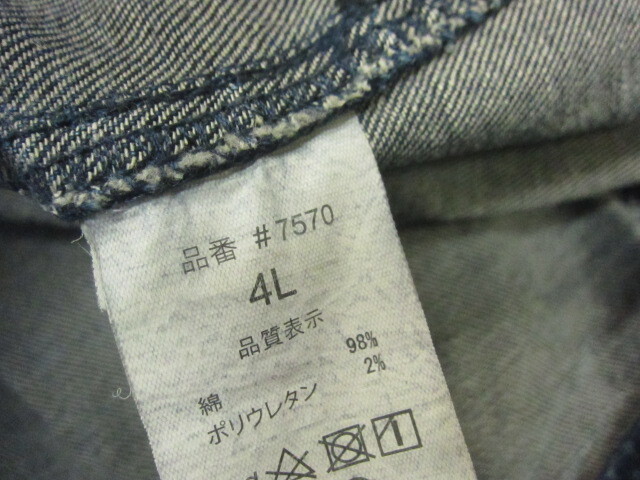 品番 #7570
4L
品質表示
綿 98%
ポリウレタン 2%